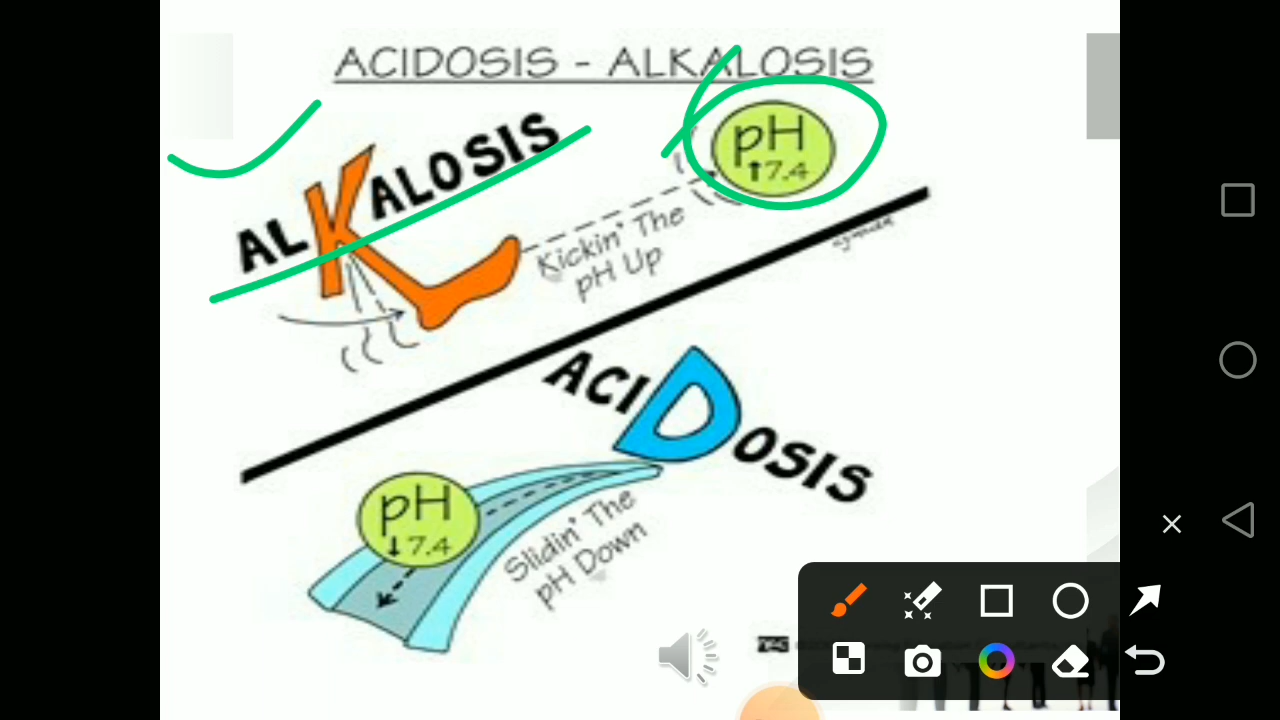 ACIDOSIS - ALKALOSIS
ALKALOSIS
pH
↑7.4
Kickin' The
pH Up
ACIDOSIS
pH
↓7.4
Slidin' The
pH Down